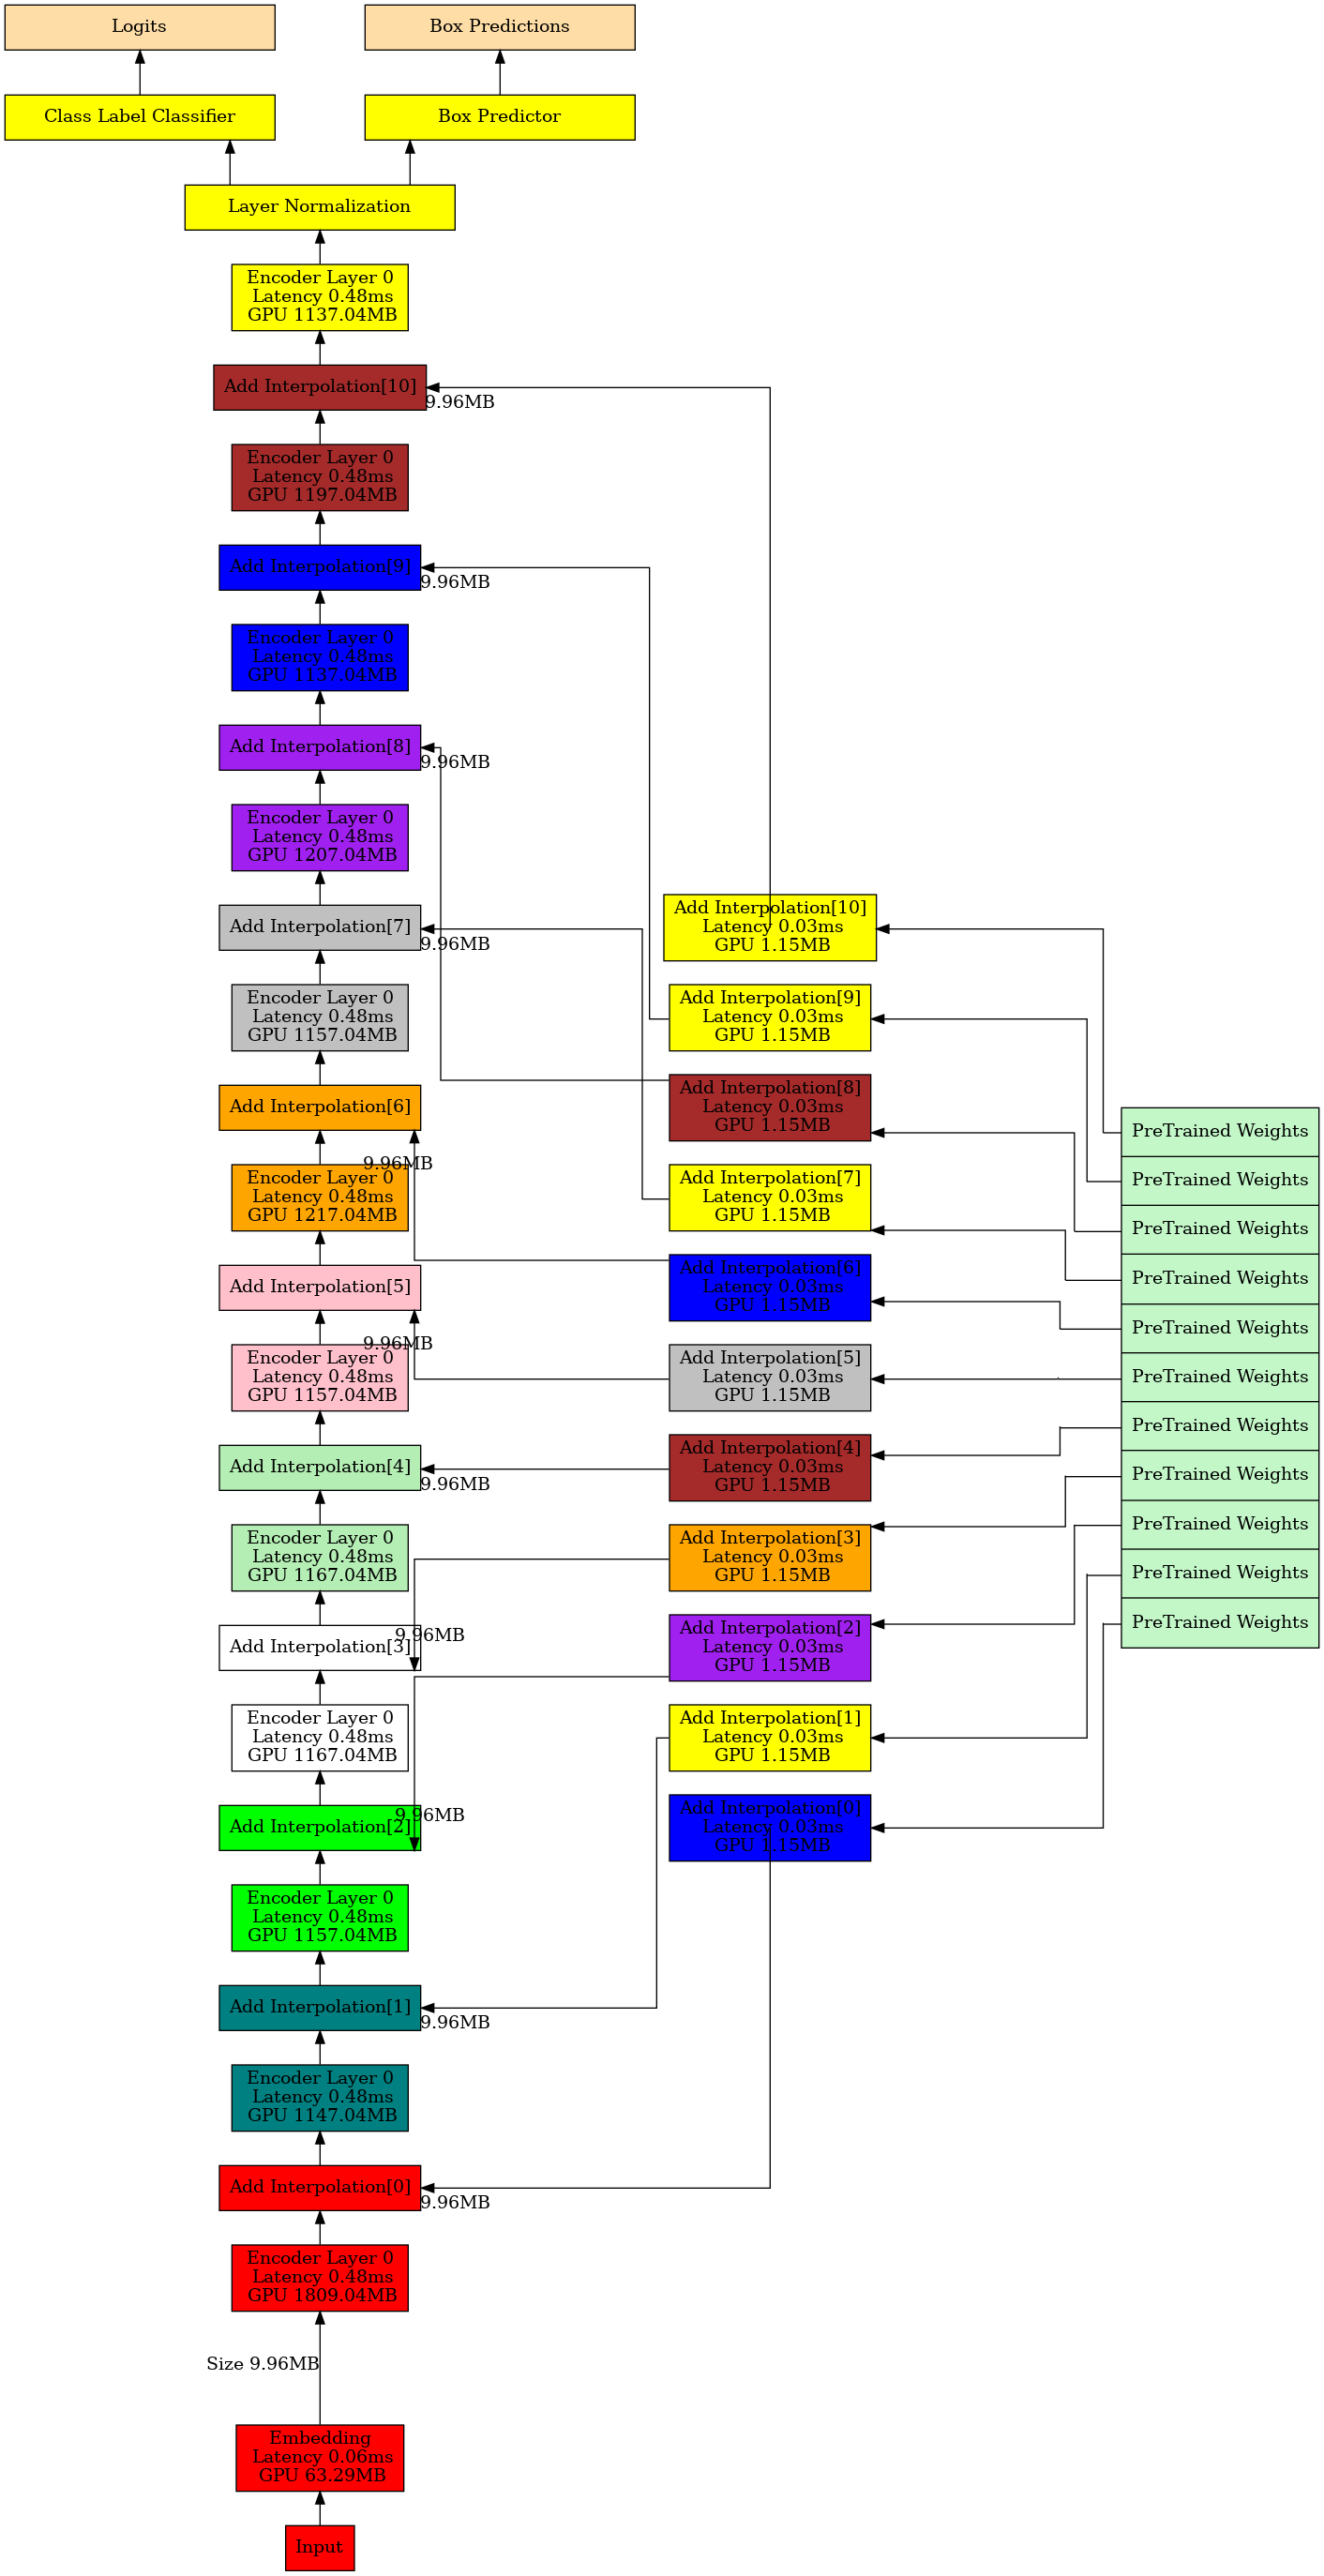 Logits
Box Predictions
Class Label Classifier
Box Predictor
Layer Normalization
Encoder Layer 0
Latency 0.48ms
GPU 1137.04MB
Add Interpolation[10]
9.96MB
Encoder Layer 0
Latency 0.48ms
GPU 1197.04MB
Add Interpolation[9]
9.96MB
Encoder Layer 0
Latency 0.48ms
GPU 1137.04MB
Add Interpolation[8]
9.96MB
Encoder Layer 0
Latency 0.48ms
GPU 1207.04MB
Add Interpolation[7]
9.96MB
Encoder Layer 0
Latency 0.48ms
GPU 1157.04MB
Add Interpolation[6]
9.96MB
Encoder Layer 0
Latency 0.48ms
GPU 1217.04MB
Add Interpolation[5]
9.96MB
Encoder Layer 0
Latency 0.48ms
GPU 1157.04MB
Add Interpolation[4]
9.96MB
Encoder Layer 0
Latency 0.48ms
GPU 1167.04MB
9.96MB
Add Interpolation[3]
Encoder Layer 0
Latency 0.48ms
GPU 1167.04MB
9.96MB
Add Interpolation[2]
Encoder Layer 0
Latency 0.48ms
GPU 1157.04MB
Add Interpolation[1]
9.96MB
Encoder Layer 0
Latency 0.48ms
GPU 1147.04MB
Add Interpolation[0]
9.96MB
Encoder Layer 0
Latency 0.48ms
GPU 1809.04MB
Size 9.96MB
Embedding
Latency 0.06ms
GPU 63.29MB
Input
Add Interpolation[10]
Latency 0.03ms
GPU 1.15MB
Add Interpolation[9]
Latency 0.03ms
GPU 1.15MB
Add Interpolation[8]
Latency 0.03ms
GPU 1.15MB
Add Interpolation[7]
Latency 0.03ms
GPU 1.15MB
Add Interpolation[6]
Latency 0.03ms
GPU 1.15MB
Add Interpolation[5]
Latency 0.03ms
GPU 1.15MB
Add Interpolation[4]
Latency 0.03ms
GPU 1.15MB
Add Interpolation[3]
Latency 0.03ms
GPU 1.15MB
Add Interpolation[2]
Latency 0.03ms
GPU 1.15MB
Add Interpolation[1]
Latency 0.03ms
GPU 1.15MB
Add Interpolation[0]
Latency 0.03ms
GPU 1.15MB
PreTrained Weights
PreTrained Weights
PreTrained Weights
PreTrained Weights
PreTrained Weights
PreTrained Weights
PreTrained Weights
PreTrained Weights
PreTrained Weights
PreTrained Weights
PreTrained Weights